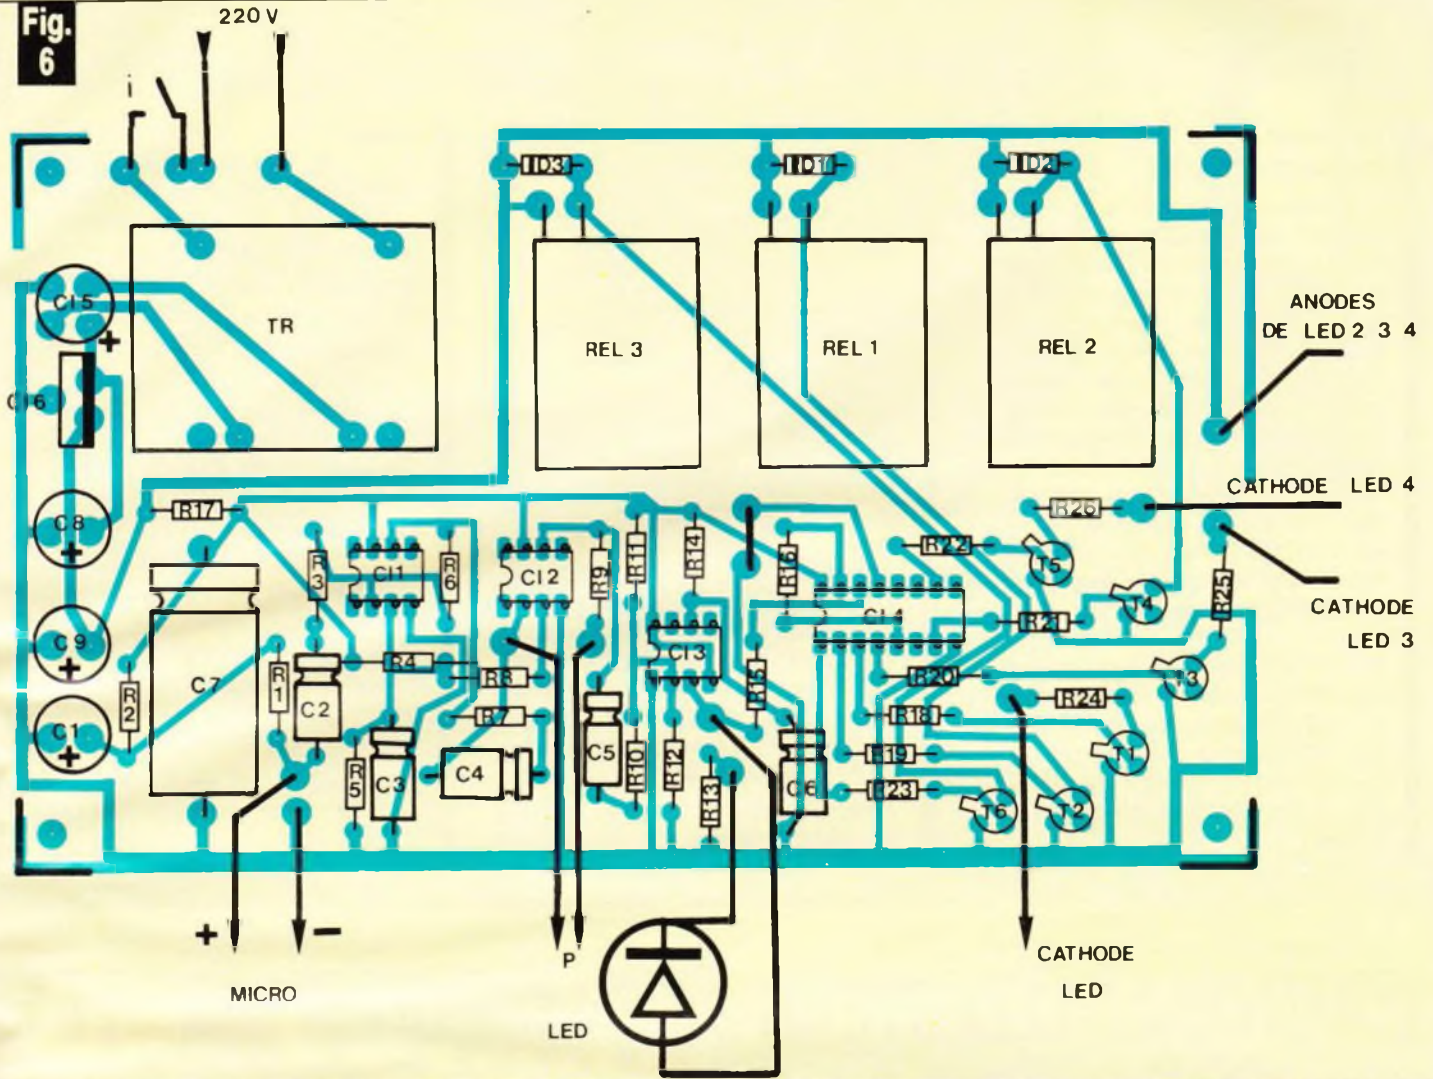 Fig.
6
220 V
i
D3
D1
D2
CI5
+
TR
REL 3
REL 1
REL 2
ANODES
DE LED 2 3 4
CI6
CATHODE LED 4
R17
C8
+
R3
CI1
R6
CI2
R9
R11
R14
R16
R22
R26
T5
CI4
R21
T4
R25
CATHODE
LED 3
C9
+
R2
C7
R1
C2
R4
R8
R7
CI3
R15
R20
T3
R24
R18
T1
C1
+
R5
C3
C4
C5
R10
R12
R13
C6
R19
R23
T6
T2
+
−
MICRO
P
LED
CATHODE
LED